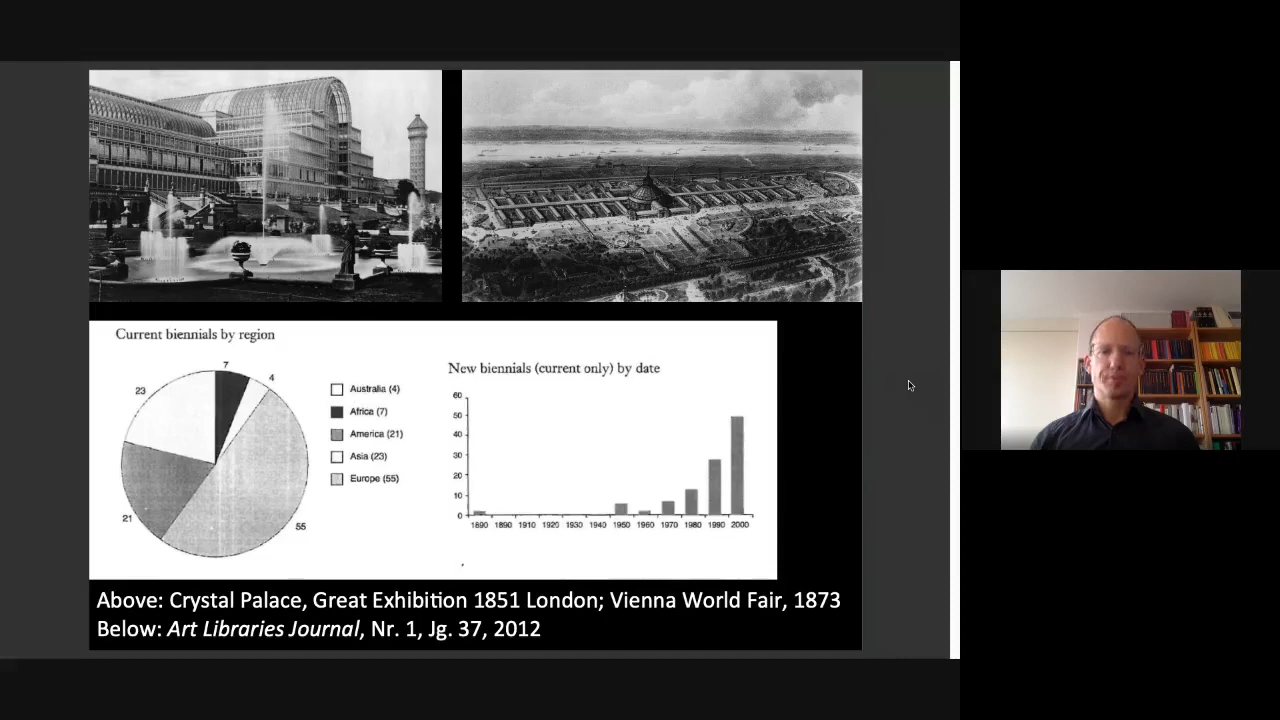 Current biennials by region
7
4
23
21
55
Australia (4)
Africa (7)
America (21)
Asia (23)
Europe (55)
New biennials (current only) by date
60
50
40
30
20
10
0
1890 1890 1910 1920 1930 1940 1950 1960 1970 1980 1990 2000
Above: Crystal Palace, Great Exhibition 1851 London; Vienna World Fair, 1873
Below: Art Libraries Journal, Nr. 1, Jg. 37, 2012